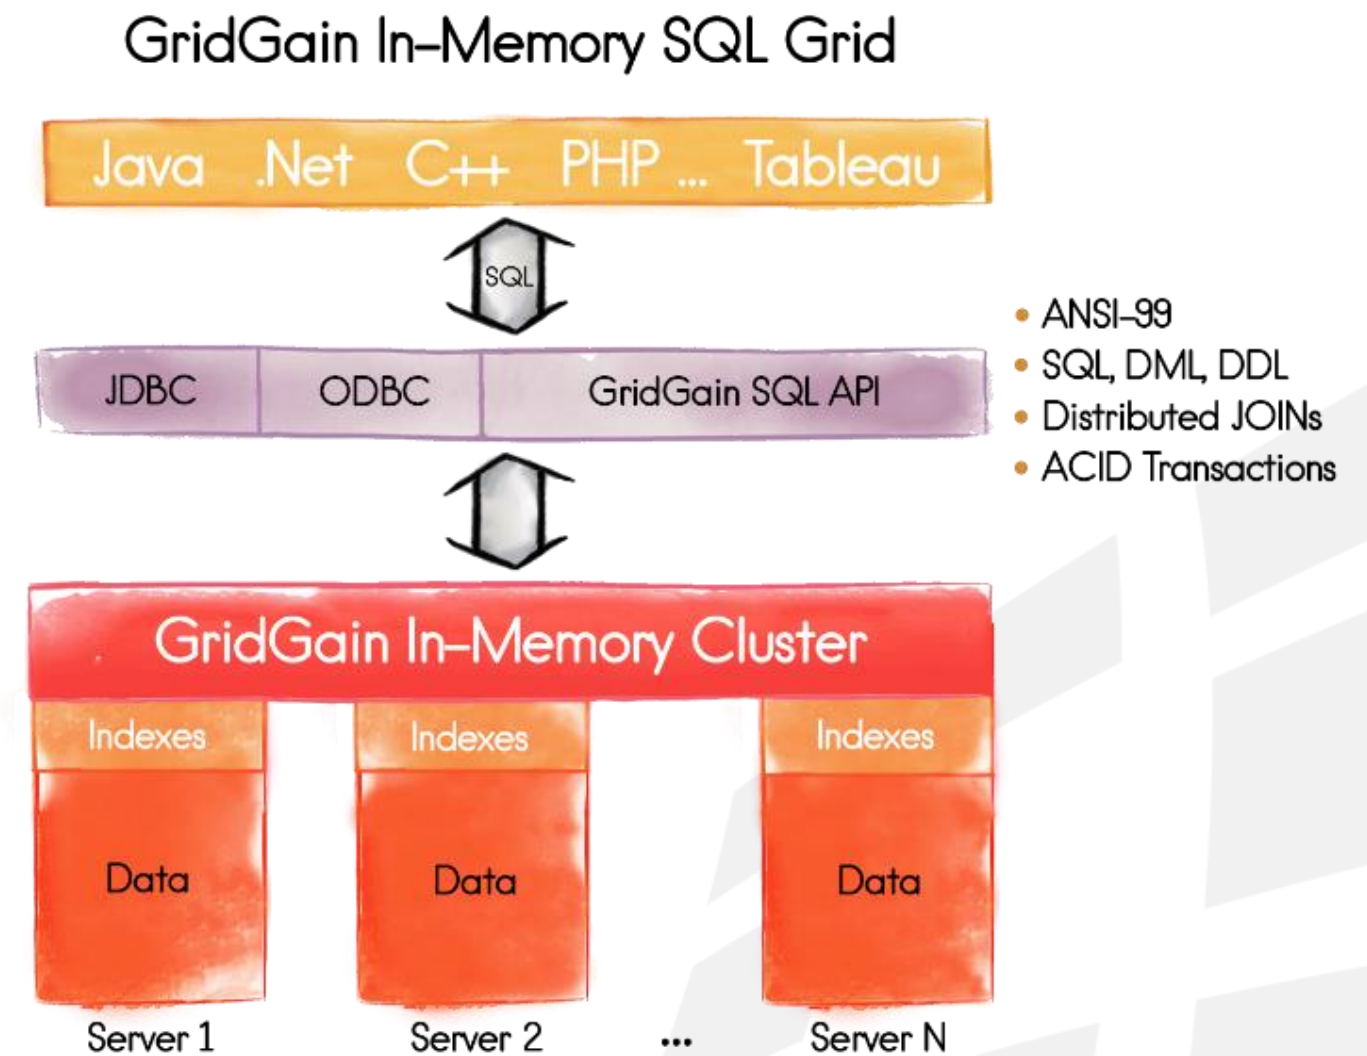 GridGain In-Memory SQL Grid
Java .Net C++ PHP ... Tableau
SQL
JDBC ODBC GridGain SQL API
• ANSI-99
• SQL, DML, DDL
• Distributed JOINs
• ACID Transactions
GridGain In-Memory Cluster
Indexes Indexes Indexes
Data Data Data
Server 1 Server 2 ... Server N